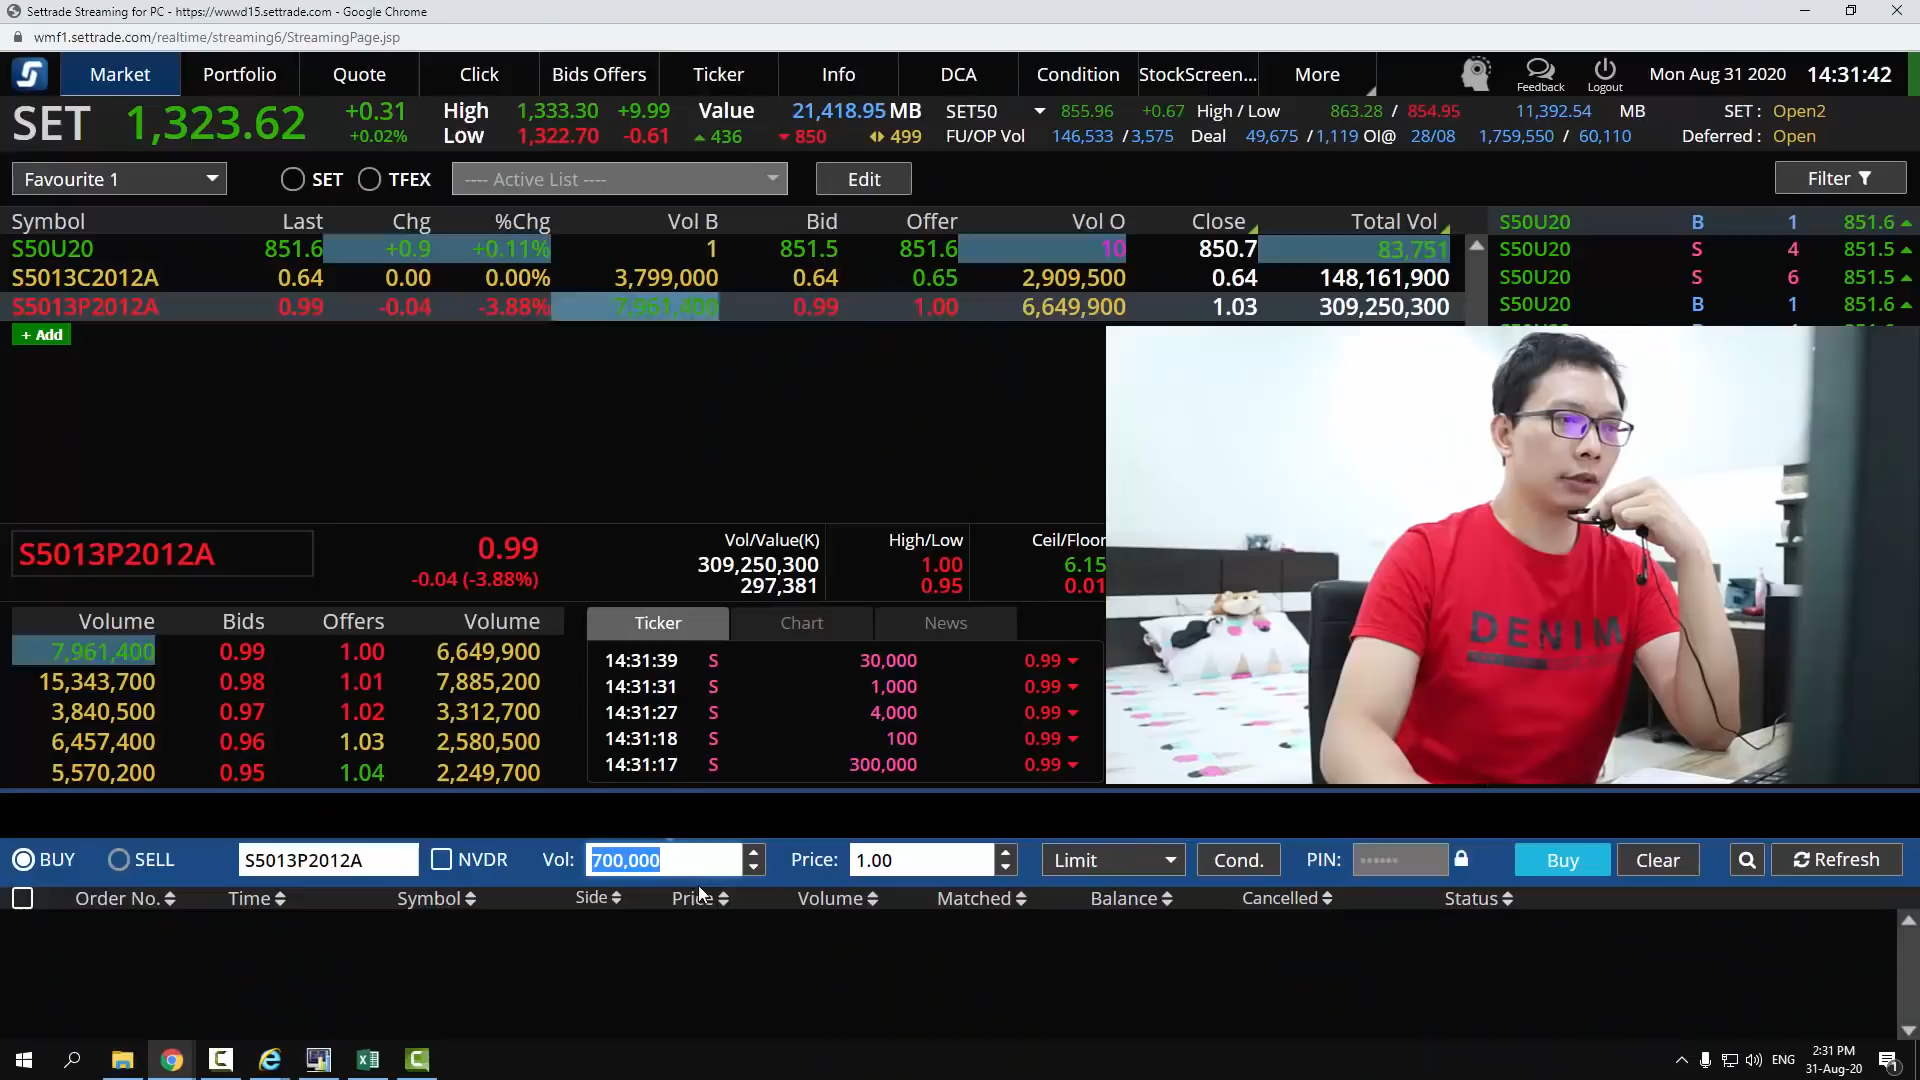 Settrade Streaming for PC - https://wwwd15.settrade.com - Google Chrome
wmf1.settrade.com/realtime/streaming6/StreamingPage.jsp
Market Portfolio Quote Click Bids Offers Ticker Info DCA Condition StockScreen... More Feedback Logout Mon Aug 31 2020 14:31:42
SET 1,323.62 +0.31 +0.02%
High 1,333.30 +9.99 Value 21,418.95 MB SET50 855.96 +0.67 High / Low 863.28 / 854.95 11,392.54 MB SET : Open2
Low 1,322.70 -0.61 436 850 499 FU/OP Vol 146,533 / 3,575 Deal 49,675 / 1,119 OI@ 28/08 1,759,550 / 60,110 Deferred : Open
Favourite 1 SET TFEX ---- Active List ---- Edit Filter
Symbol Last Chg %Chg Vol B Bid Offer Vol O Close Total Vol S50U20 B 1 851.6
S50U20 851.6 +0.9 +0.11% 1 851.5 851.6 10 850.7 83,751 S50U20 S 4 851.5
S5013C2012A 0.64 0.00 0.00% 3,799,000 0.64 0.65 2,909,500 0.64 148,161,900 S50U20 S 6 851.5
S5013P2012A 0.99 -0.04 -3.88% 7,961,400 0.99 1.00 6,649,900 1.03 309,250,300 S50U20 B 1 851.6
+ Add
S5013P2012A 0.99 -0.04 (-3.88%)
Vol/Value(K) High/Low Ceil/Floor
309,250,300 1.00 6.15
297,381 0.95 0.01
Volume Bids Offers Volume Ticker Chart News
7,961,400 0.99 1.00 6,649,900 14:31:39 S 30,000 0.99
15,343,700 0.98 1.01 7,885,200 14:31:31 S 1,000 0.99
3,840,500 0.97 1.02 3,312,700 14:31:27 S 4,000 0.99
6,457,400 0.96 1.03 2,580,500 14:31:18 S 100 0.99
5,570,200 0.95 1.04 2,249,700 14:31:17 S 300,000 0.99
DENIM
BUY SELL S5013P2012A NVDR Vol: 700,000 Price: 1.00 Limit Cond. PIN: Buy Clear Refresh
Order No. Time Symbol Side Price Volume Matched Balance Cancelled Status
ENG 2:31 PM
31-Aug-20 1